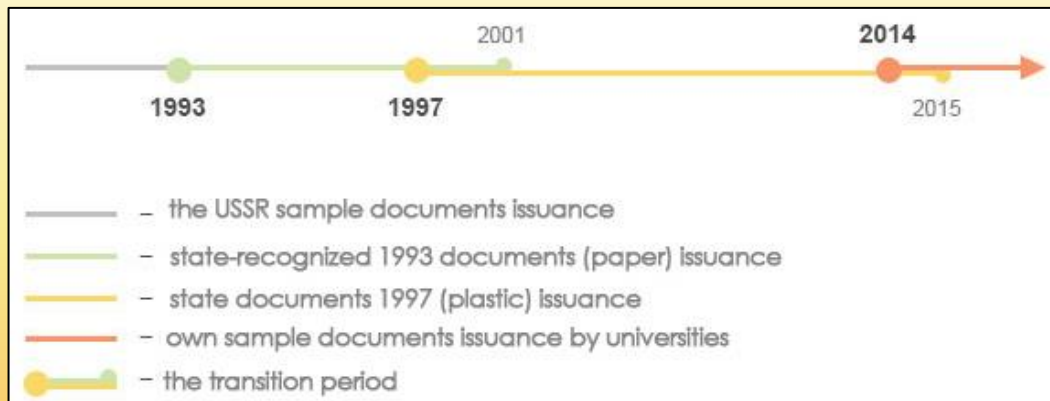 2001
2014
1993
1997
2015
– the USSR sample documents issuance
– state-recognized 1993 documents (paper) issuance
– state documents 1997 (plastic) issuance
– own sample documents issuance by universities
– the transition period